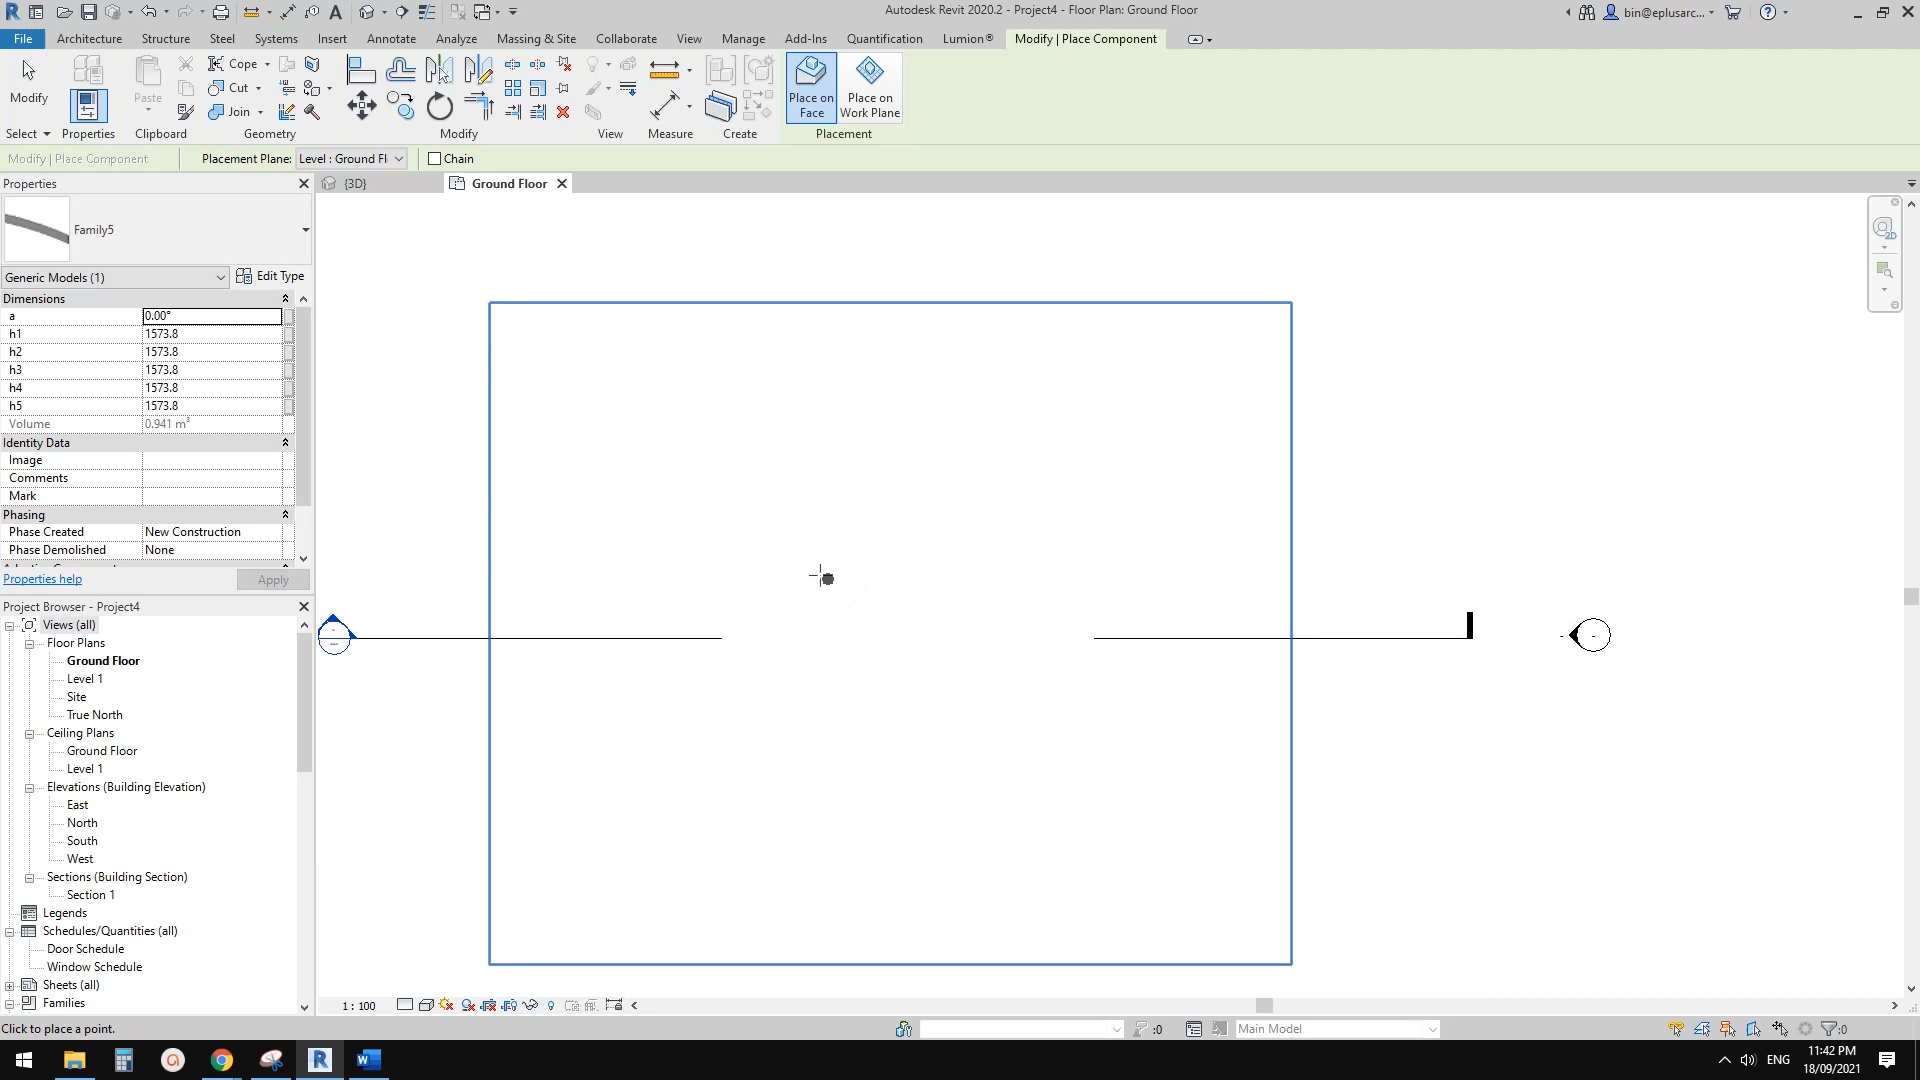 Autodesk Revit 2020.2 - Project4 - Floor Plan: Ground Floor
bin@eplusarc...
File Architecture Structure Steel Systems Insert Annotate Analyze Massing & Site Collaborate View Manage Add-Ins Quantification Lumion® Modify | Place Component
Cope
Cut
Join
Modify
Paste
Place on Face
Place on Work Plane
Select Properties Clipboard Geometry Modify View Measure Create Placement
Modify | Place Component Placement Plane: Level : Ground Fl Chain
Properties
{3D}
Ground Floor
Family5
Generic Models (1)
Edit Type
Dimensions
a 0.00°
h1 1573.8
h2 1573.8
h3 1573.8
h4 1573.8
h5 1573.8
Volume 0.941 m³
Identity Data
Image
Comments
Mark
Phasing
Phase Created New Construction
Phase Demolished None
Properties help
Apply
Project Browser - Project4
Views (all)
Floor Plans
Ground Floor
Level 1
Site
True North
Ceiling Plans
Ground Floor
Level 1
Elevations (Building Elevation)
East
North
South
West
Sections (Building Section)
Section 1
Legends
Schedules/Quantities (all)
Door Schedule
Window Schedule
Sheets (all)
Families
1 : 100
Click to place a point.
:0
Main Model
:0
ENG
11:42 PM
18/09/2021